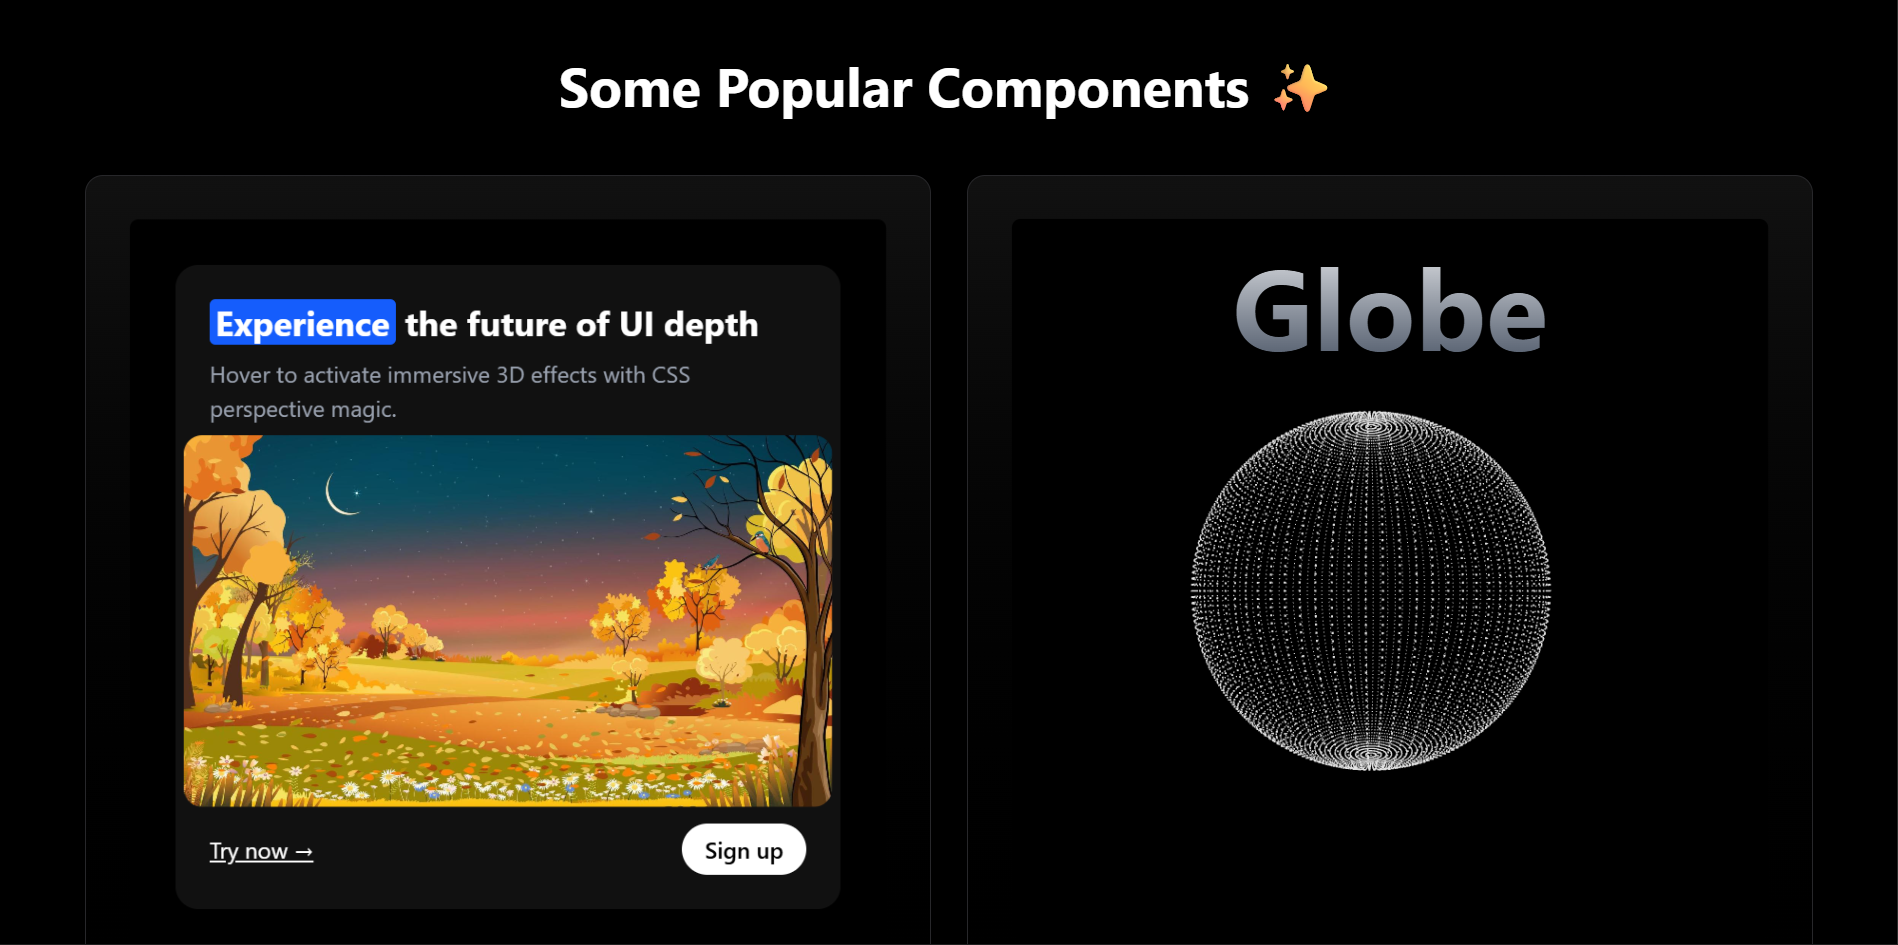 Some Popular Components ✨
Experience the future of UI depth
Hover to activate immersive 3D effects with CSS
perspective magic.
Try now →
Sign up
Globe